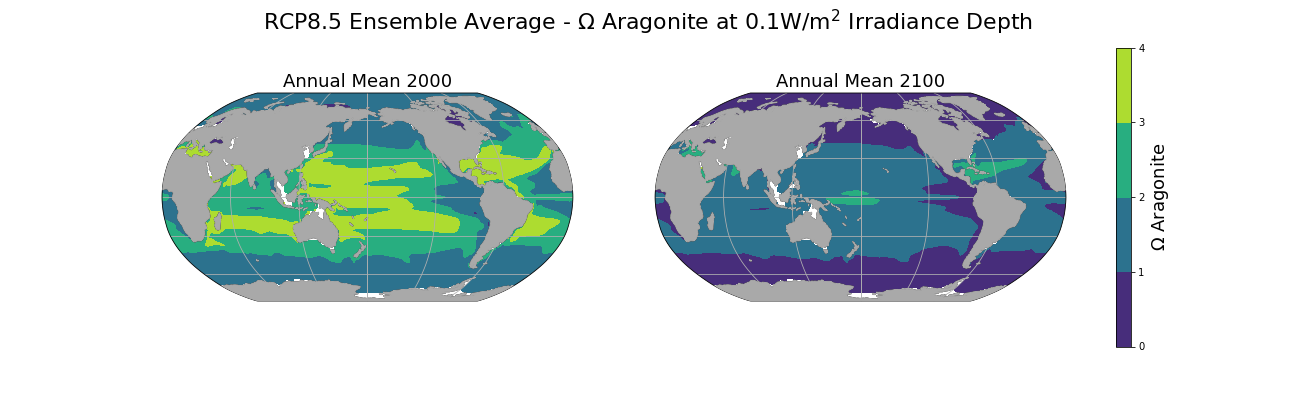 RCP8.5 Ensemble Average - Ω Aragonite at 0.1W/m² Irradiance Depth
Annual Mean 2000
Annual Mean 2100
4
3
2
1
0
Ω Aragonite